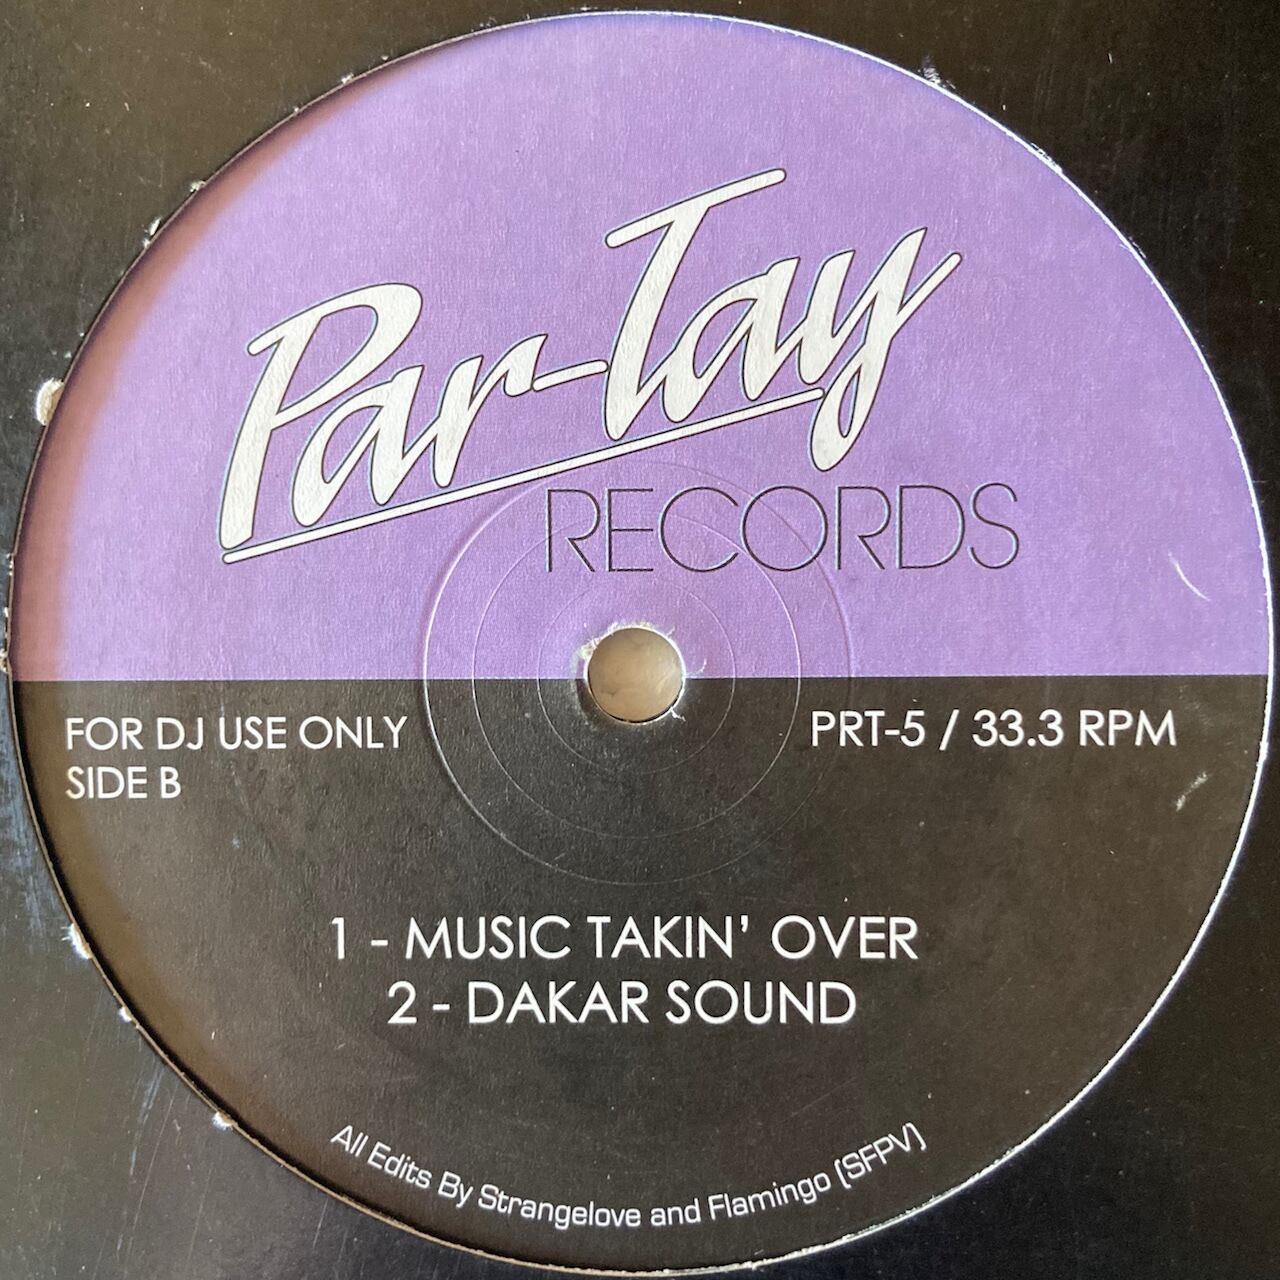 Par-Tay
RECORDS
FOR DJ USE ONLY
SIDE B
PRT-5 / 33.3 RPM
1 - MUSIC TAKIN’ OVER
2 - DAKAR SOUND
All Edits By Strangelove and Flamingo (SFPV)